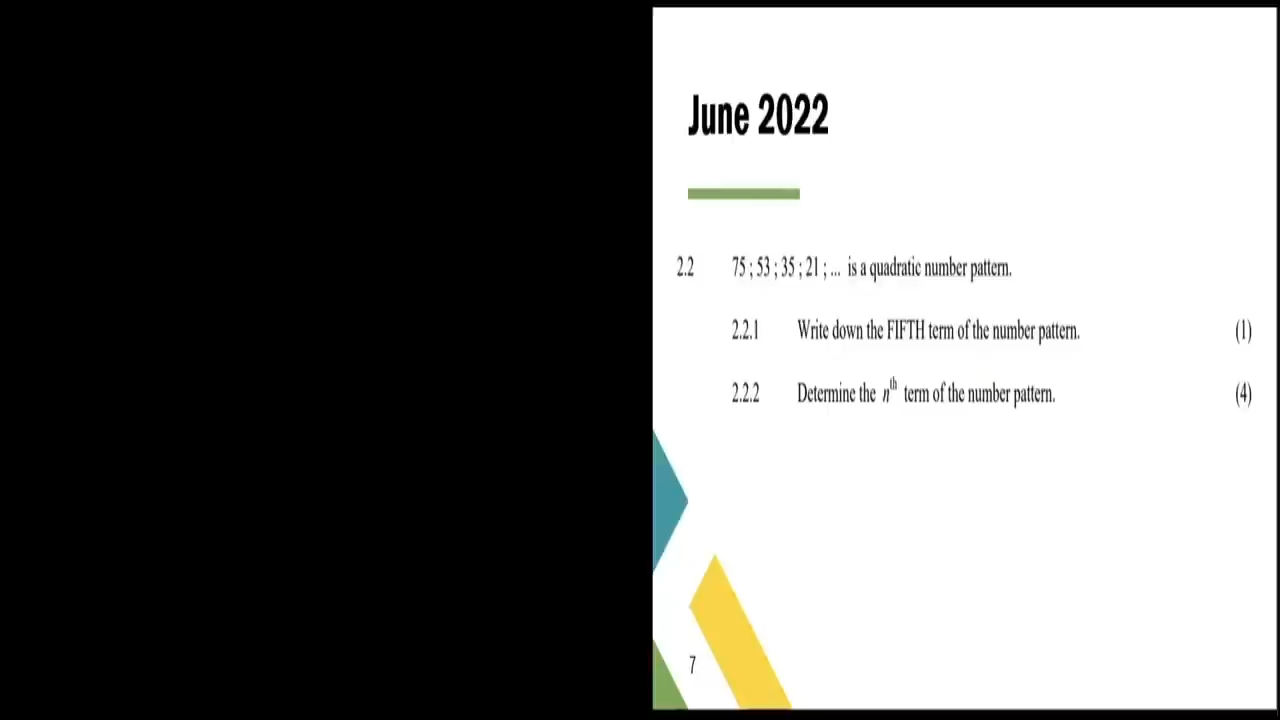 June 2022
2.2 75 ; 53 ; 35 ; 21 ; ... is a quadratic number pattern.
2.2.1 Write down the FIFTH term of the number pattern. (1)
2.2.2 Determine the nth term of the number pattern. (4)
7